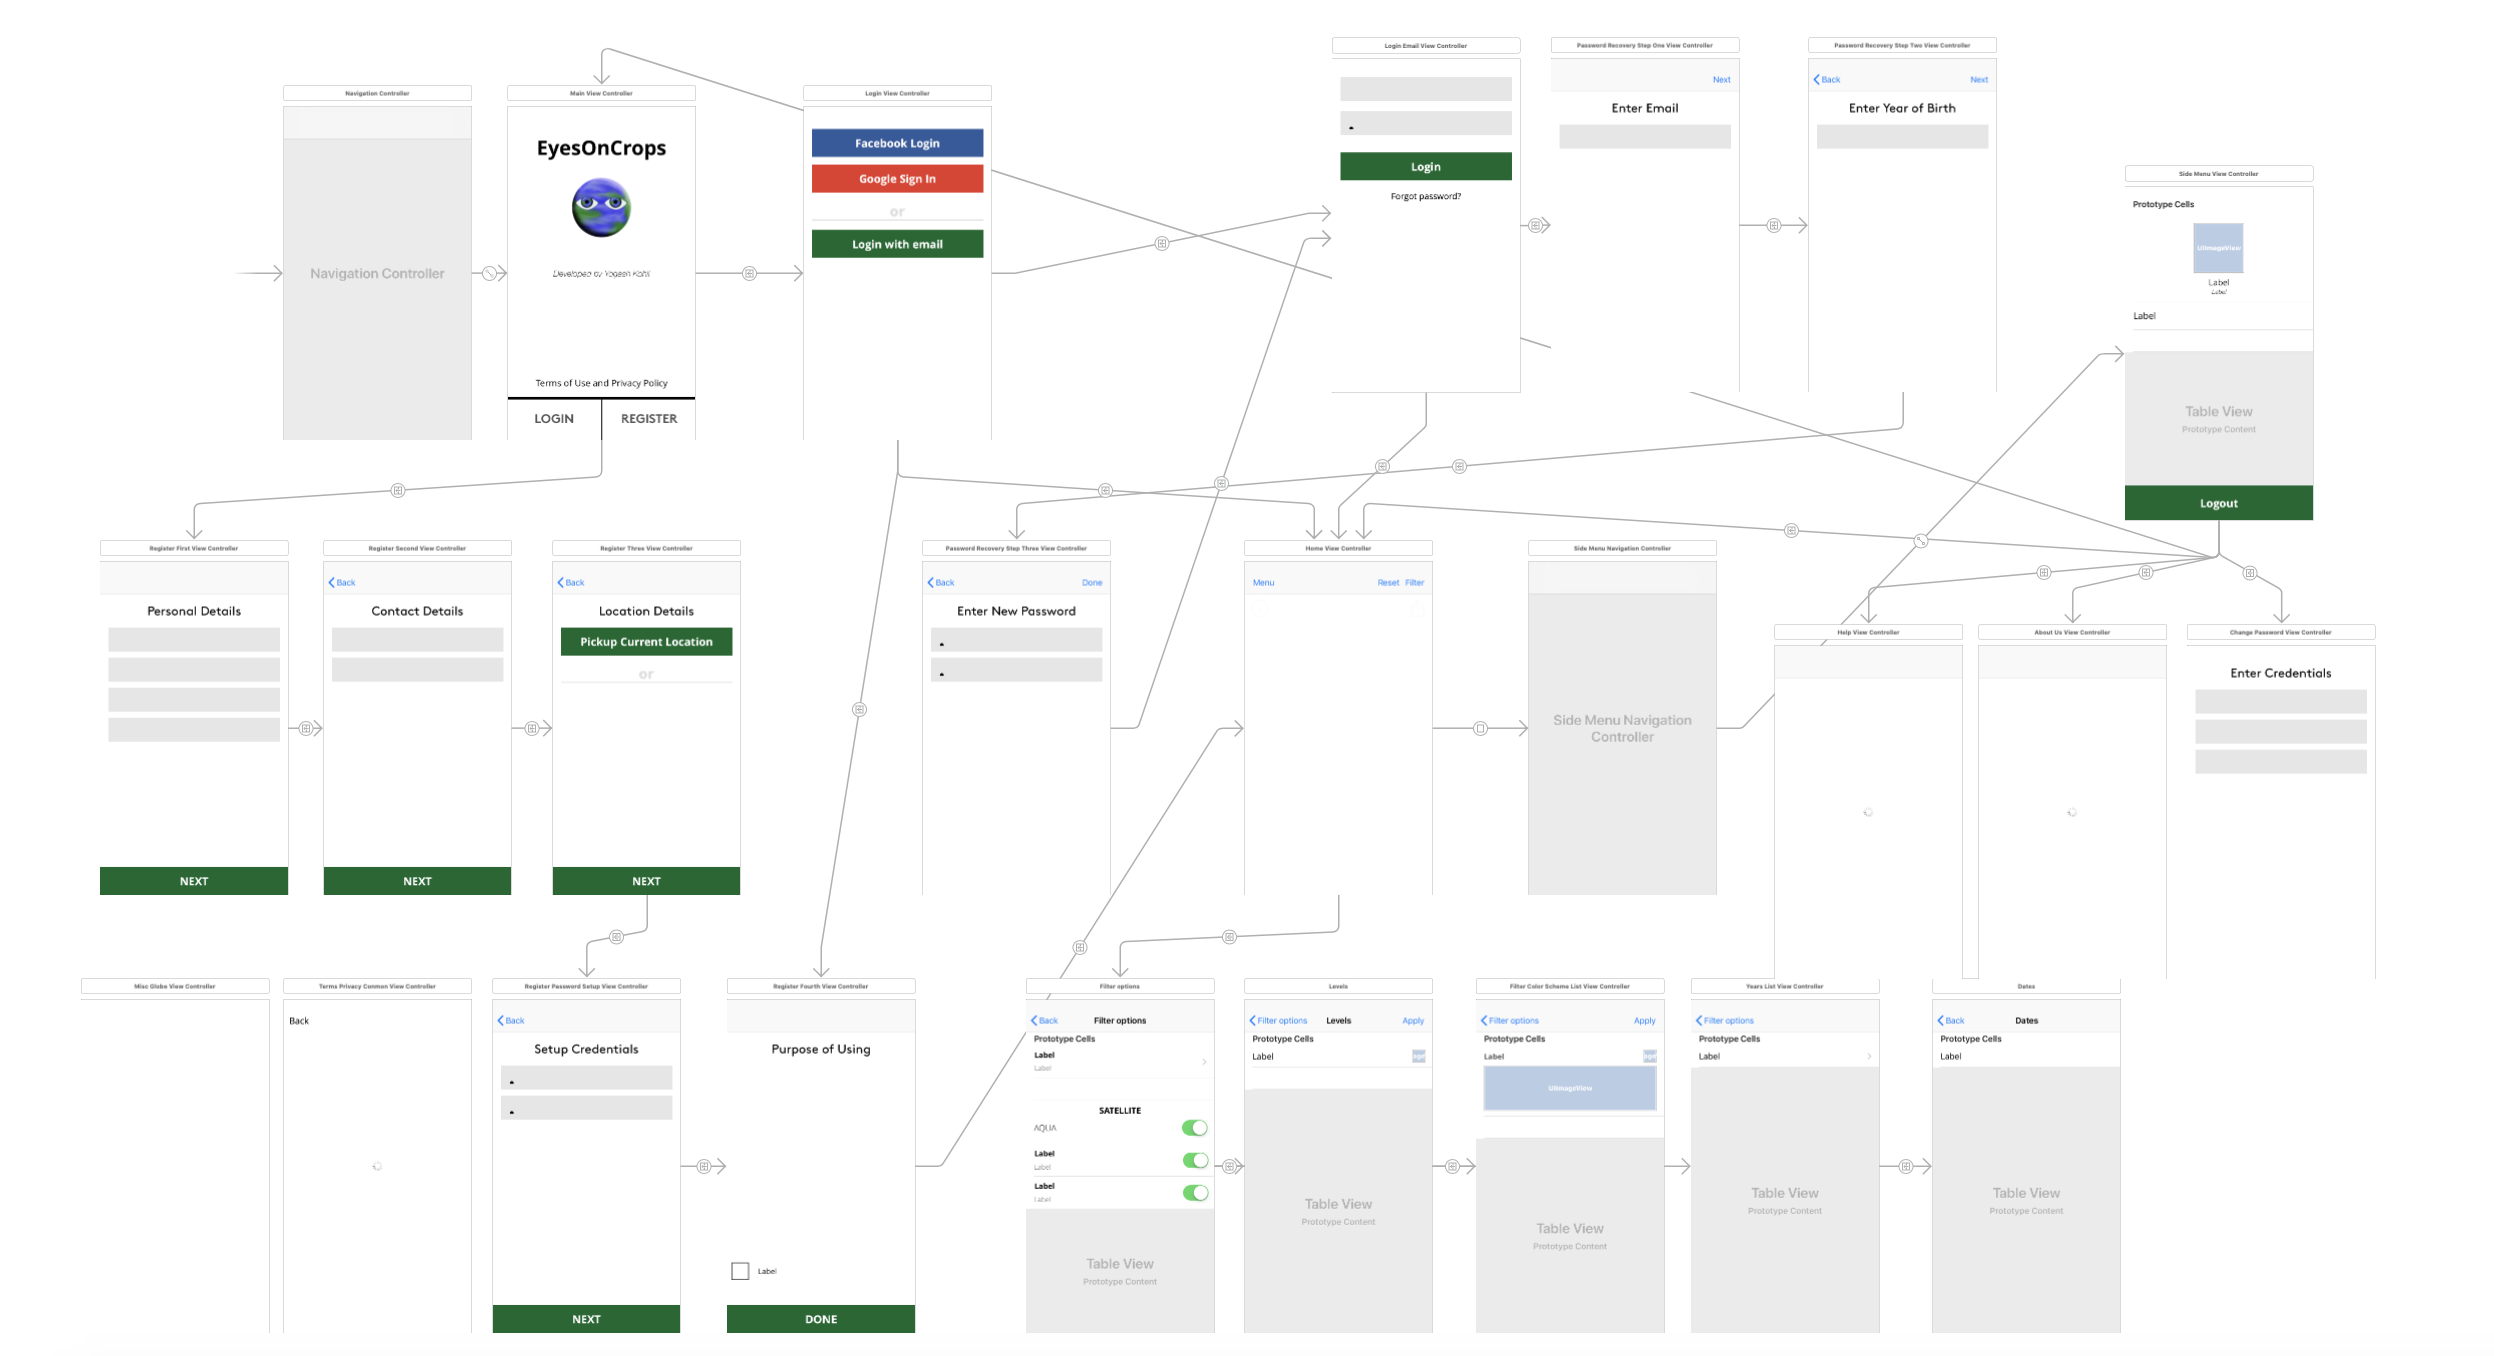 Login Email View Controller
Password Recovery Step One View Controller
Password Recovery Step Two View Controller
Next
Back
Next
Enter Email
Enter Year of Birth
Login
Forgot password?
Navigation Controller
Main View Controller
Login View Controller
EyesOnCrops
Facebook Login
Google Sign In
or
Login with email
Navigation Controller
Developed by Yogesh Kohli
Terms of Use and Privacy Policy
LOGIN
REGISTER
Side Menu View Controller
Prototype Cells
UIImageView
Label
Label
Label
Table View
Prototype Content
Logout
Register First View Controller
Register Second View Controller
Register Three View Controller
Password Recovery Step Three View Controller
Home View Controller
Side Menu Navigation Controller
Back
Back
Back
Done
Menu
Reset
Filter
Personal Details
Contact Details
Location Details
Enter New Password
Pickup Current Location
or
Side Menu Navigation
Controller
NEXT
NEXT
NEXT
Help View Controller
About Us View Controller
Change Password View Controller
Enter Credentials
Misc Globe View Controller
Terms Privacy Conmon View Controller
Register Password Setup View Controller
Register Fourth View Controller
Filter options
Levels
Filter Color Scheme List View Controller
Years List View Controller
Dates
Back
Back
Setup Credentials
NEXT
Purpose of Using
Label
DONE
Back
Filter options
Prototype Cells
Label
Label
SATELLITE
AQUA
Label
Label
Label
Label
Table View
Prototype Content
Filter options
Levels
Apply
Prototype Cells
Label
Table View
Prototype Content
Filter options
Apply
Prototype Cells
Label
UIImageView
Table View
Prototype Content
Filter options
Prototype Cells
Label
Table View
Prototype Content
Back
Dates
Prototype Cells
Label
Table View
Prototype Content